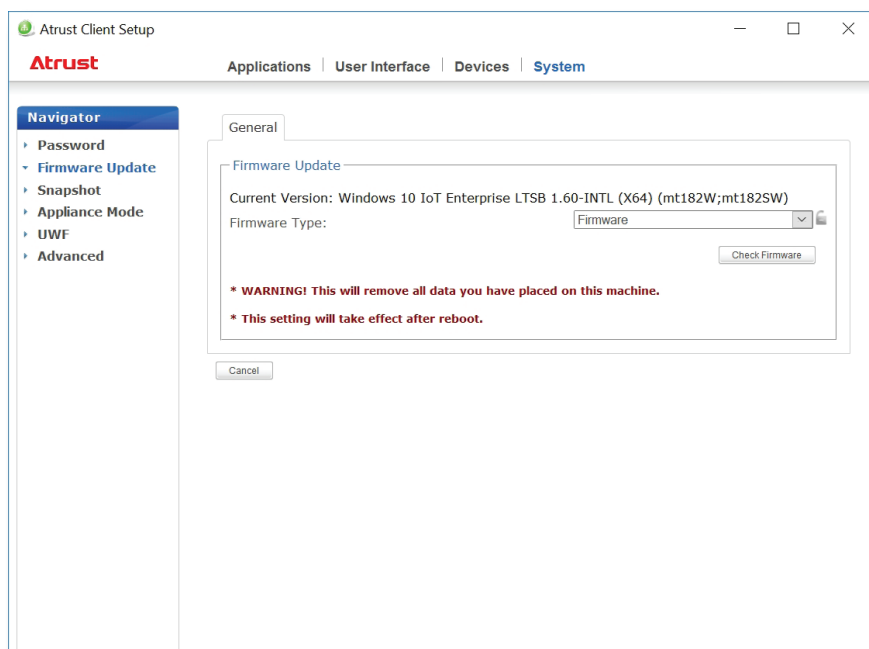 Atrust Client Setup
Atrust
Applications User Interface Devices System
Navigator
Password
Firmware Update
Snapshot
Appliance Mode
UWF
Advanced
General
Firmware Update
Current Version: Windows 10 IoT Enterprise LTSB 1.60-INTL (X64) (mt182W;mt182SW)
Firmware Type: Firmware
Check Firmware
* WARNING! This will remove all data you have placed on this machine.
* This setting will take effect after reboot.
Cancel